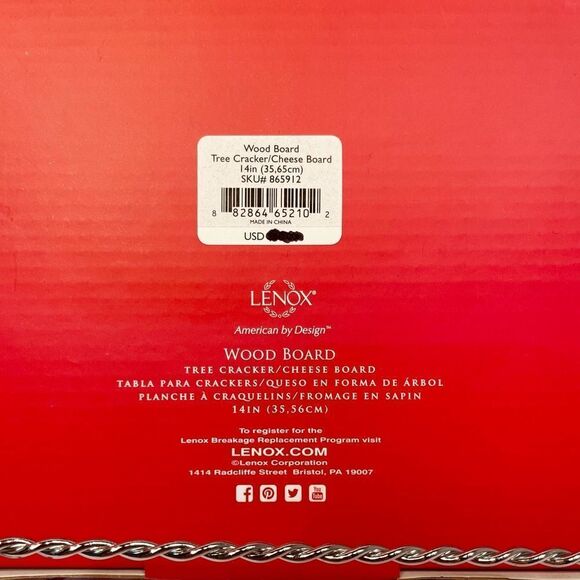 Wood Board
Tree Cracker/Cheese Board
14in (35,65cm)
SKU# 865912
8 82864 65210 2
MADE IN CHINA
USD
LENOX®
American by Design™
WOOD BOARD
TREE CRACKER/CHEESE BOARD
TABLA PARA CRACKERS/QUESO EN FORMA DE ÁRBOL
PLANCHE À CRAQUELINS/FROMAGE EN SAPIN
14IN (35,56CM)
To register for the
Lenox Breakage Replacement Program visit
LENOX.COM
©Lenox Corporation
1414 Radcliffe Street Bristol, PA 19007
You
Tube